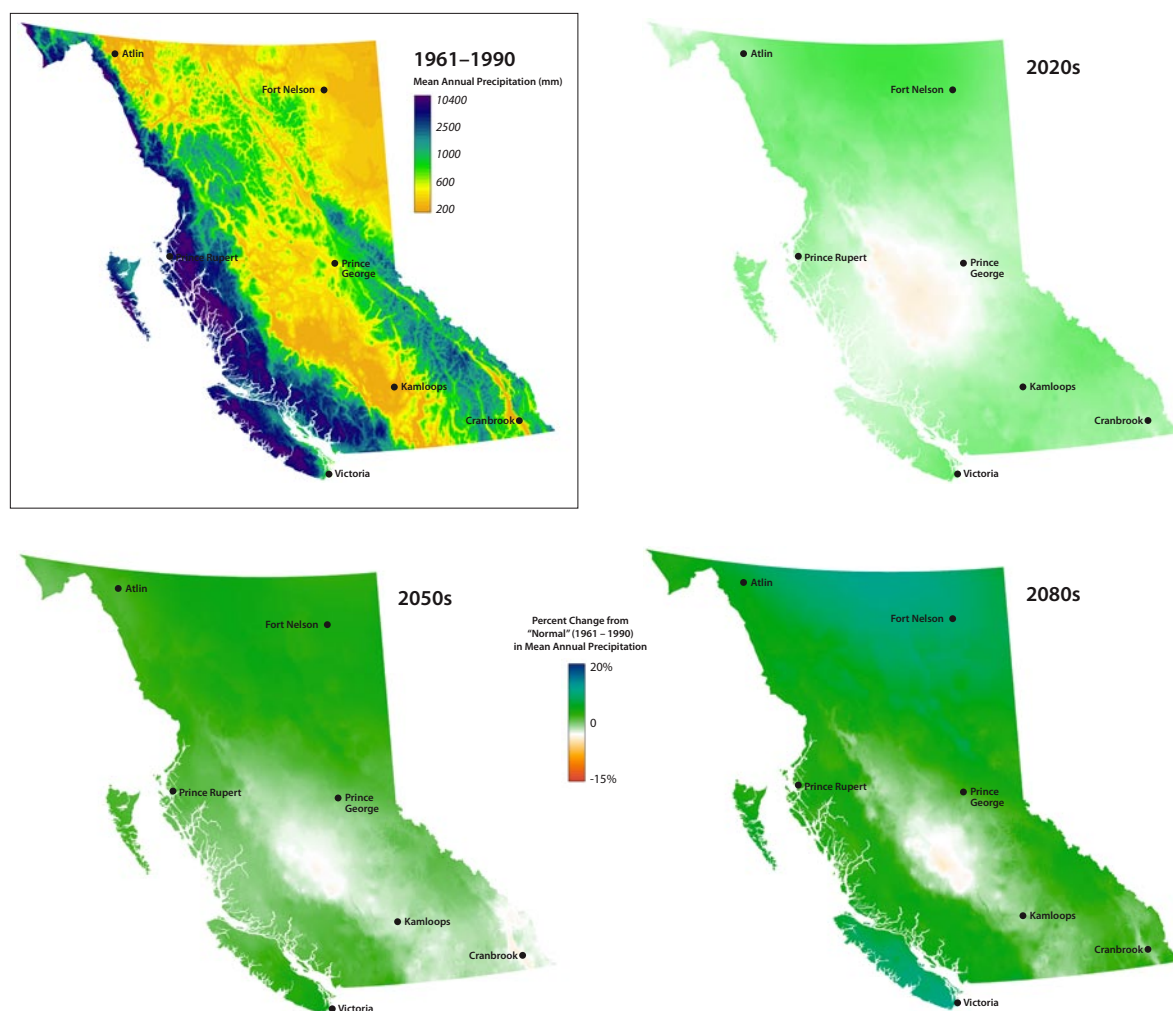 1961–1990
Mean Annual Precipitation (mm)
10400
2500
1000
600
200
Atlin
Fort Nelson
Prince Rupert
Prince
George
Kamloops
Cranbrook
Victoria
2020s
Atlin
Fort Nelson
Prince Rupert
Prince
George
Kamloops
Cranbrook
Victoria
2050s
Atlin
Fort Nelson
Prince Rupert
Prince
George
Kamloops
Cranbrook
Victoria
Percent Change from
“Normal” (1961 – 1990)
in Mean Annual Precipitation
20%
0
-15%
2080s
Atlin
Fort Nelson
Prince Rupert
Prince
George
Kamloops
Cranbrook
Victoria